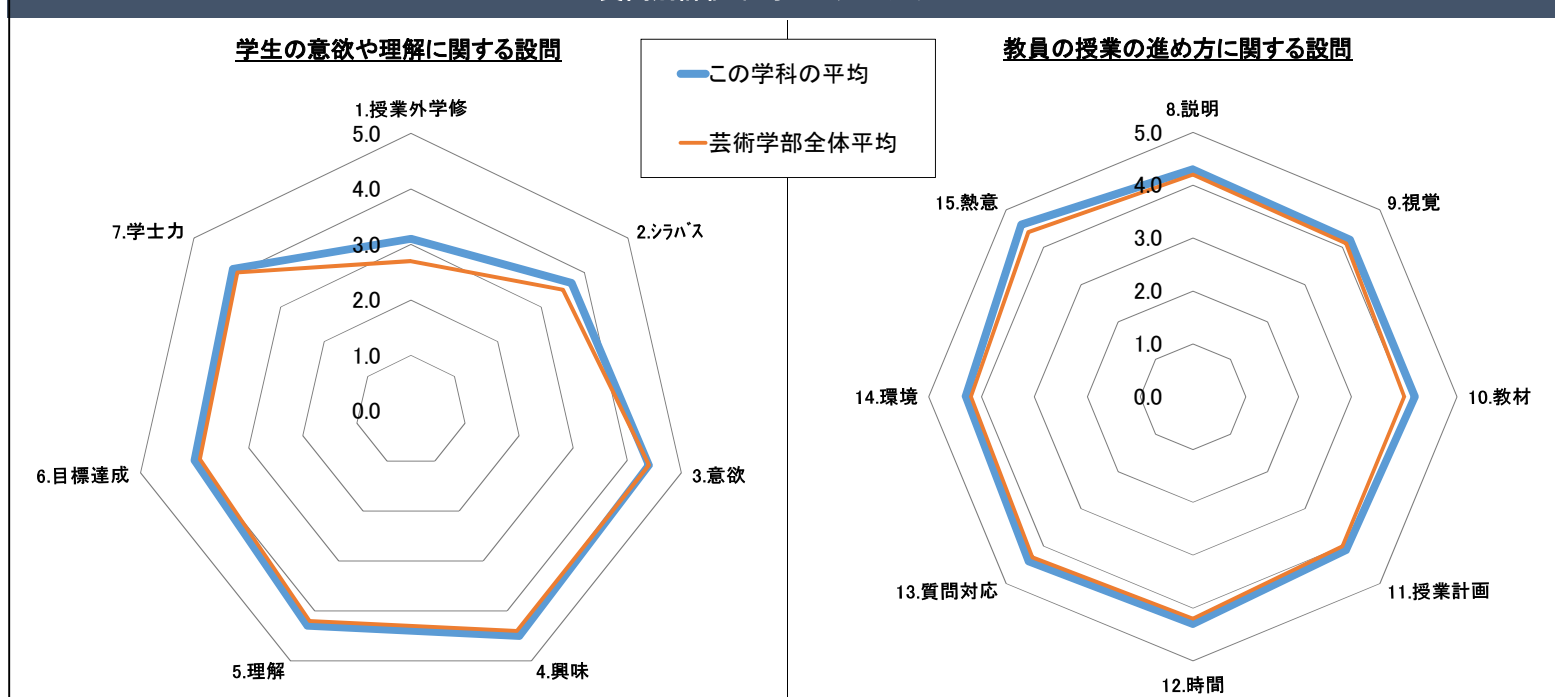 学生の意欲や理解に関する設問
この学科の平均
芸術学部全体平均
教員の授業の進め方に関する設問
1.授業外学修
5.0
4.0
3.0
2.0
1.0
0.0
2.シラバス
3.意欲
4.興味
5.理解
6.目標達成
7.学士力
8.説明
5.0
4.0
3.0
2.0
1.0
0.0
9.視覚
10.教材
11.授業計画
12.時間
13.質問対応
14.環境
15.熱意